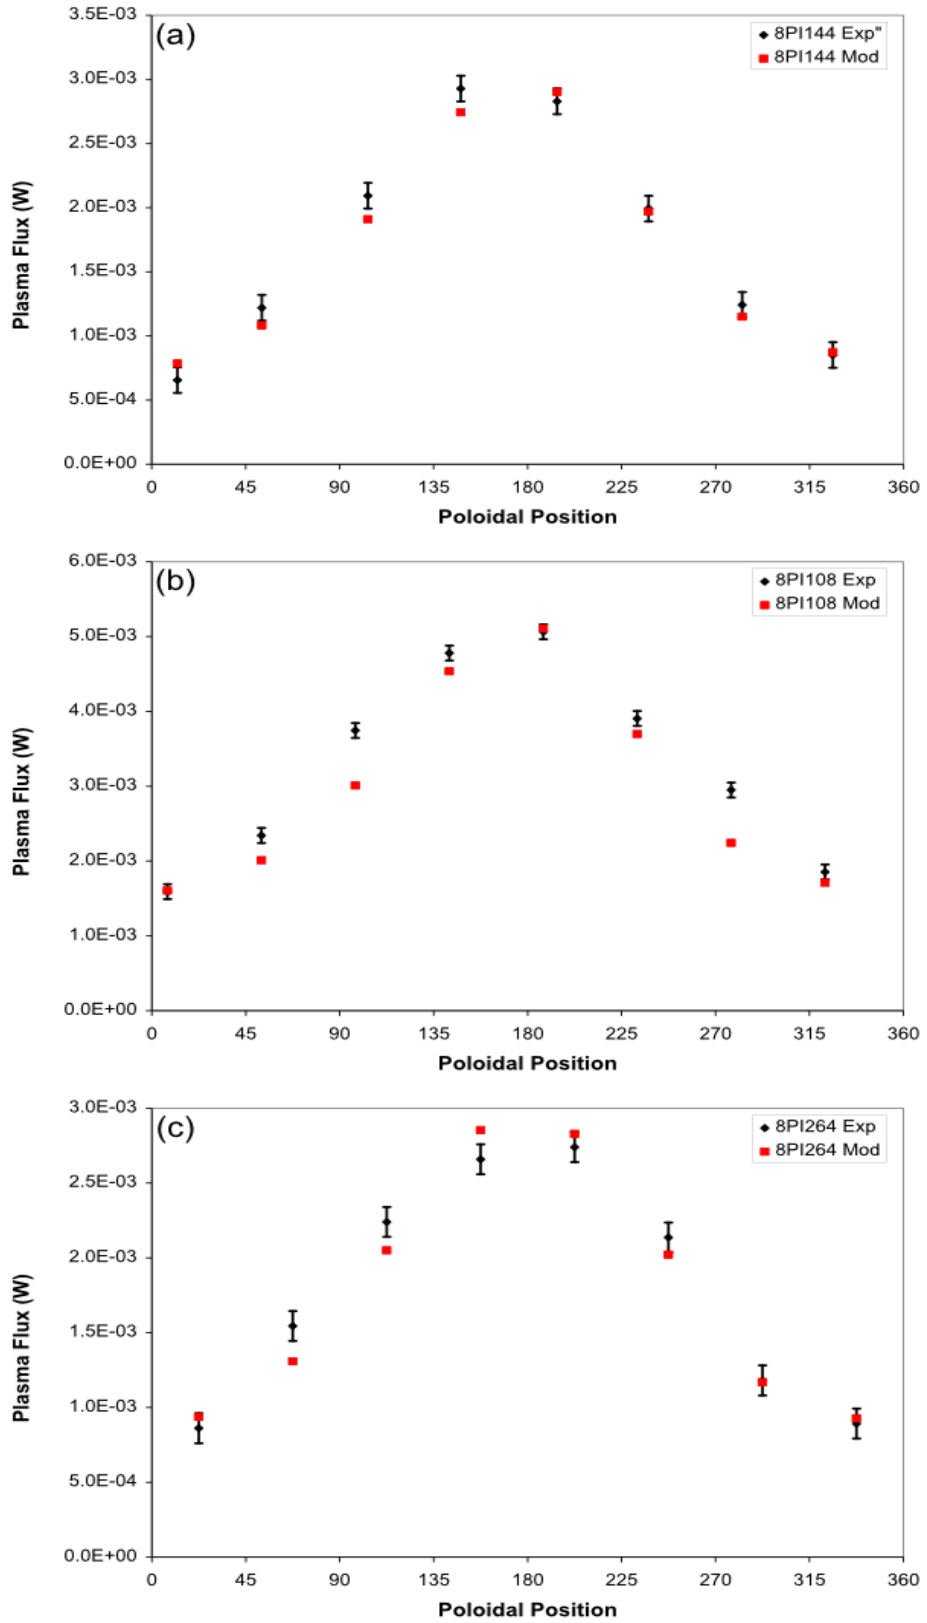 (a)
8PI144 Exp"
8PI144 Mod
3.5E-03
3.0E-03
2.5E-03
2.0E-03
1.5E-03
1.0E-03
5.0E-04
0.0E+00
Plasma Flux (W)
0 45 90 135 180 225 270 315 360
Poloidal Position
(b)
8PI108 Exp
8PI108 Mod
6.0E-03
5.0E-03
4.0E-03
3.0E-03
2.0E-03
1.0E-03
0.0E+00
Plasma Flux (W)
0 45 90 135 180 225 270 315 360
Poloidal Position
(c)
8PI264 Exp
8PI264 Mod
3.0E-03
2.5E-03
2.0E-03
1.5E-03
1.0E-03
5.0E-04
0.0E+00
Plasma Flux (W)
0 45 90 135 180 225 270 315 360
Poloidal Position